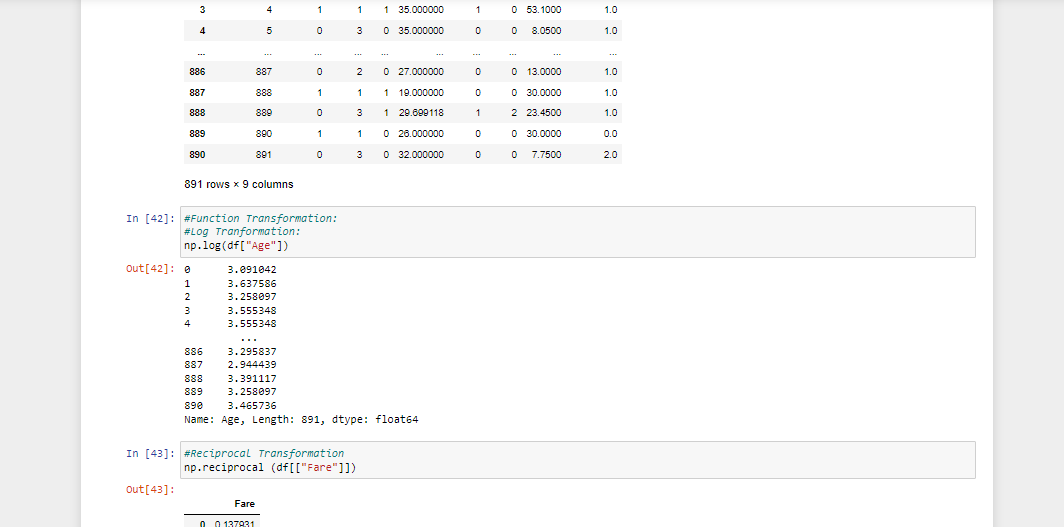 3 4 1 1 1 35.000000 1 0 53.1000 1.0
4 5 0 3 0 35.000000 0 0 8.0500 1.0
... ... ... ... ... ... ... ... ... ...
886 887 0 2 0 27.000000 0 0 13.0000 1.0
887 888 1 1 1 19.000000 0 0 30.0000 1.0
888 889 0 3 1 29.699118 1 2 23.4500 1.0
889 890 1 1 0 26.000000 0 0 30.0000 0.0
890 891 0 3 0 32.000000 0 0 7.7500 2.0
891 rows × 9 columns
In [42]: #Function Transformation:
#Log Tranformation:
np.log(df["Age"])
Out[42]: 0 3.091042
1 3.637586
2 3.258097
3 3.555348
4 3.555348
...
886 3.295837
887 2.944439
888 3.391117
889 3.258097
890 3.465736
Name: Age, Length: 891, dtype: float64
In [43]: #Reciprocal Transformation
np.reciprocal (df[["Fare"]])
Out[43]:
Fare
0 0.137931